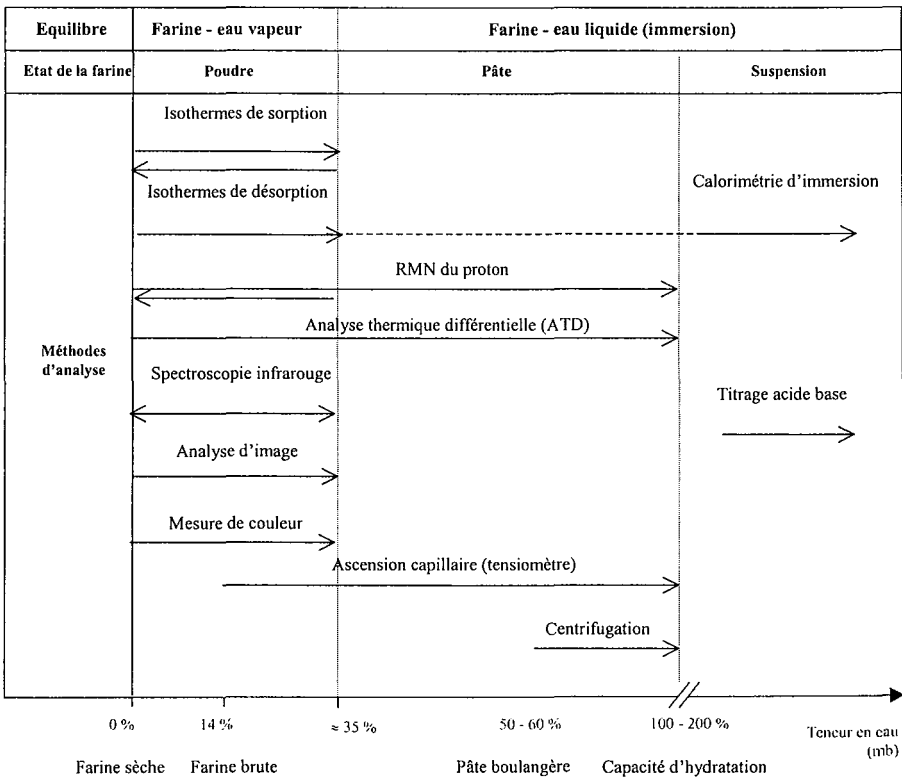 Equilibre Farine - eau vapeur Farine - eau liquide (immersion)
Etat de la farine Poudre Pâte Suspension
Isothermes de sorption
Isothermes de désorption
Calorimétrie d'immersion
RMN du proton
Analyse thermique différentielle (ATD)
Méthodes
d'analyse
Spectroscopie infrarouge
Titrage acide base
Analyse d'image
Mesure de couleur
Ascension capillaire (tensiomètre)
Centrifugation
0 % 14 % ≈ 35 % 50 - 60 % 100 - 200 % Teneur en eau
(mb)
Farine sèche Farine brute Pâte boulangère Capacité d'hydratation